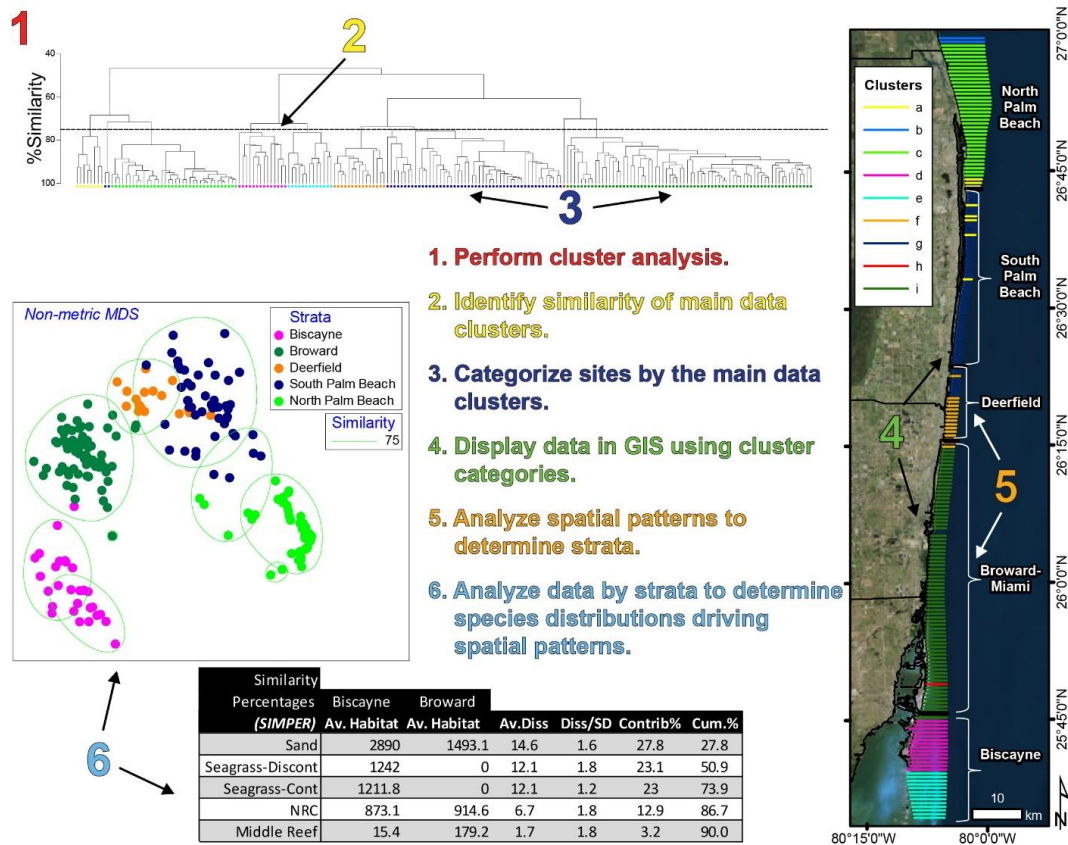 1
2
40
60
80
100
%Similarity
3
1. Perform cluster analysis.
2. Identify similarity of main data
clusters.
3. Categorize sites by the main data
clusters.
4. Display data in GIS using cluster
categories.
5. Analyze spatial patterns to
determine strata.
6. Analyze data by strata to determine
species distributions driving
spatial patterns.
Non-metric MDS
Strata
Biscayne
Broward
Deerfield
South Palm Beach
North Palm Beach
Similarity
75
6
Similarity
Percentages Biscayne Broward
(SIMPER) Av. Habitat Av. Habitat Av.Diss Diss/SD Contrib% Cum.%
Sand 2890 1493.1 14.6 1.6 27.8 27.8
Seagrass-Discont 1242 0 12.1 1.8 23.1 50.9
Seagrass-Cont 1211.8 0 12.1 1.2 23 73.9
NRC 873.1 914.6 6.7 1.8 12.9 86.7
Middle Reef 15.4 179.2 1.7 1.8 3.2 90.0
Clusters
a
b
c
d
e
f
g
h
i
North
Palm
Beach
South
Palm
Beach
Deerfield
4
5
Broward-
Miami
Biscayne
10
km
N
27°0'0"N
26°45'0"N
26°30'0"N
26°15'0"N
26°0'0"N
25°45'0"N
80°15'0"W
80°0'0"W